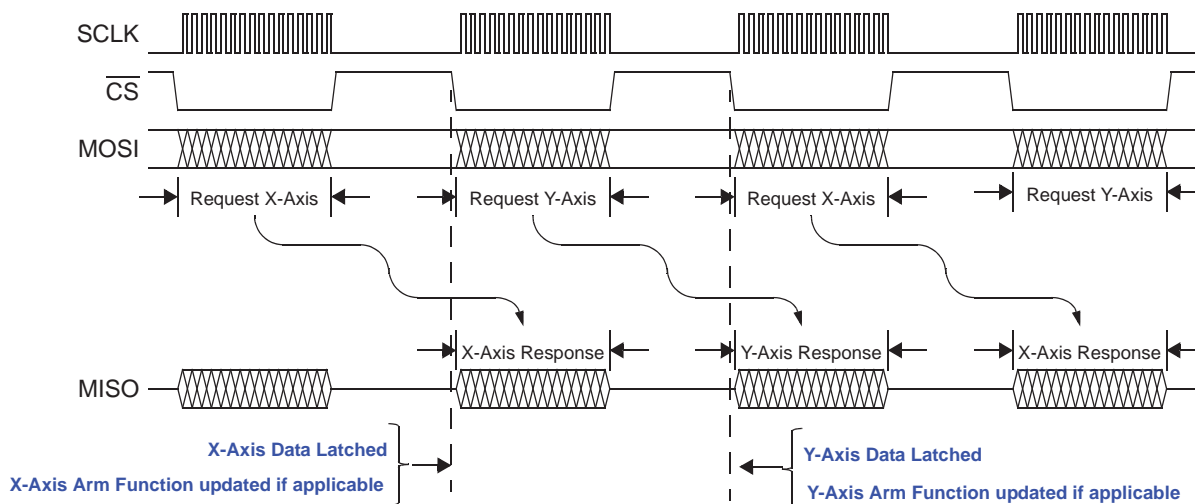 SCLK
CS
MOSI
Request X-Axis
Request Y-Axis
Request X-Axis
Request Y-Axis
X-Axis Response
Y-Axis Response
X-Axis Response
MISO
X-Axis Data Latched
X-Axis Arm Function updated if applicable
Y-Axis Data Latched
Y-Axis Arm Function updated if applicable